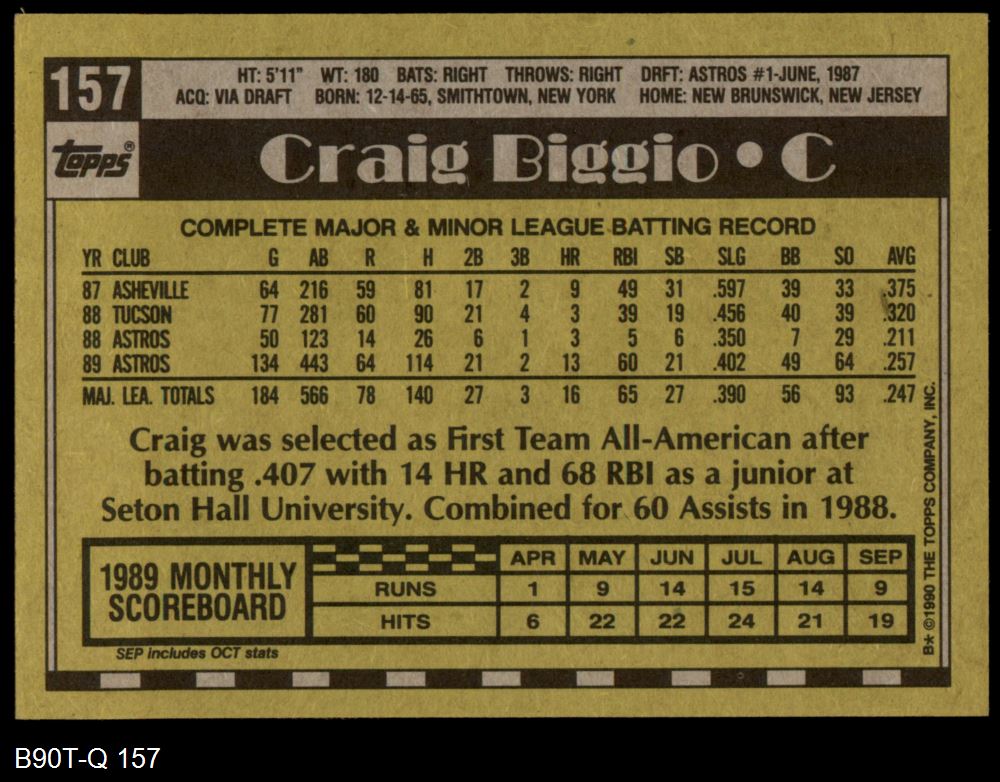 157
HT: 5'11" WT: 180 BATS: RIGHT THROWS: RIGHT DRFT: ASTROS #1-JUNE, 1987
ACQ: VIA DRAFT BORN: 12-14-65, SMITHTOWN, NEW YORK HOME: NEW BRUNSWICK, NEW JERSEY
topps®
Craig Biggio • C
COMPLETE MAJOR & MINOR LEAGUE BATTING RECORD
YR CLUB G AB R H 2B 3B HR RBI SB SLG BB SO AVG
87 ASHEVILLE 64 216 59 81 17 2 9 49 31 .597 39 33 .375
88 TUCSON 77 281 60 90 21 4 3 39 19 .456 40 39 .320
88 ASTROS 50 123 14 26 6 1 3 5 6 .350 7 29 .211
89 ASTROS 134 443 64 114 21 2 13 60 21 .402 49 64 .257
MAJ. LEA. TOTALS 184 566 78 140 27 3 16 65 27 .390 56 93 .247
Craig was selected as First Team All-American after
batting .407 with 14 HR and 68 RBI as a junior at
Seton Hall University. Combined for 60 Assists in 1988.
1989 MONTHLY
SCOREBOARD
APR MAY JUN JUL AUG SEP
RUNS 1 9 14 15 14 9
HITS 6 22 22 24 21 19
SEP includes OCT stats
B* ©1990 THE TOPPS COMPANY, INC.
B90T-Q 157